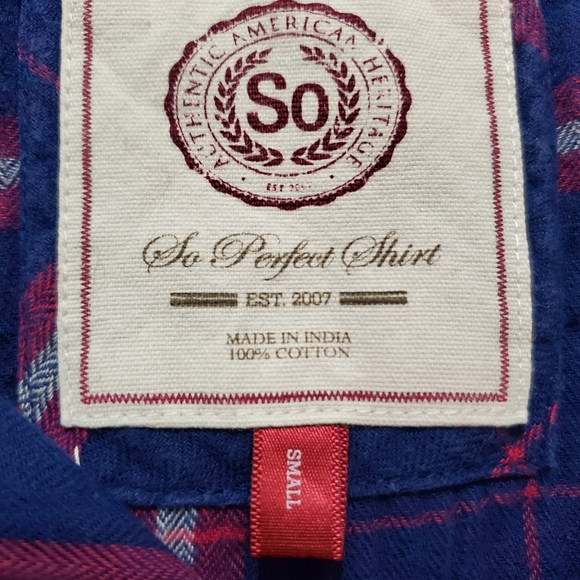 AUTHENTIC AMERICAN HERITAGE
So
So Perfect Shirt
EST. 2007
MADE IN INDIA
100% COTTON
SMALL